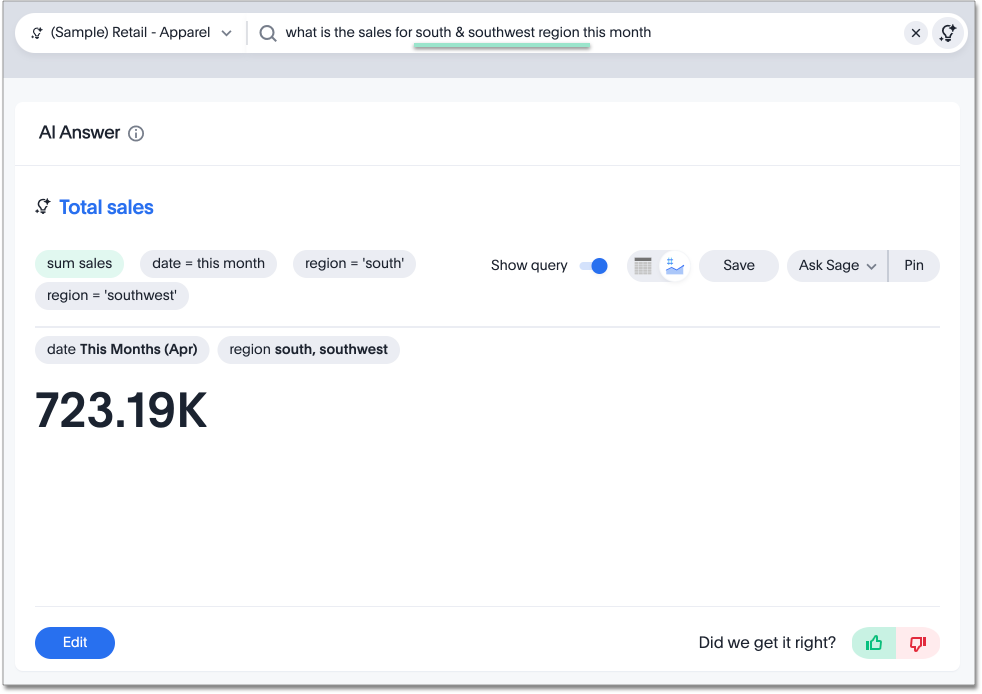 (Sample) Retail - Apparel what is the sales for south & southwest region this month
AI Answer
Total sales
sum sales date = this month region = 'south' Show query Save Ask Sage Pin
region = 'southwest'
date This Months (Apr) region south, southwest
723.19K
Edit Did we get it right?